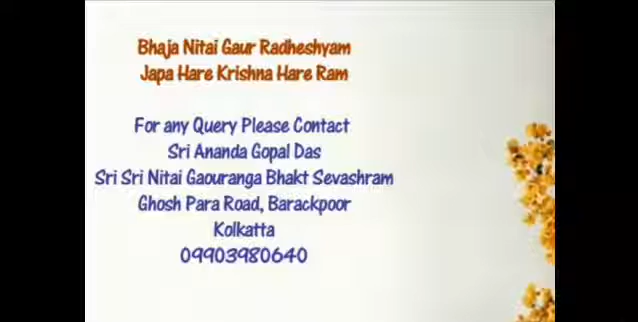 Bhaja Nitai Gaur Radheshyam
Japa Hare Krishna Hare Ram
For any Query Please Contact
Sri Ananda Gopal Das
Sri Sri Nitai Gaouranga Bhakt Sevashram
Ghosh Para Road, Barackpoor
Kolkatta
09903980640